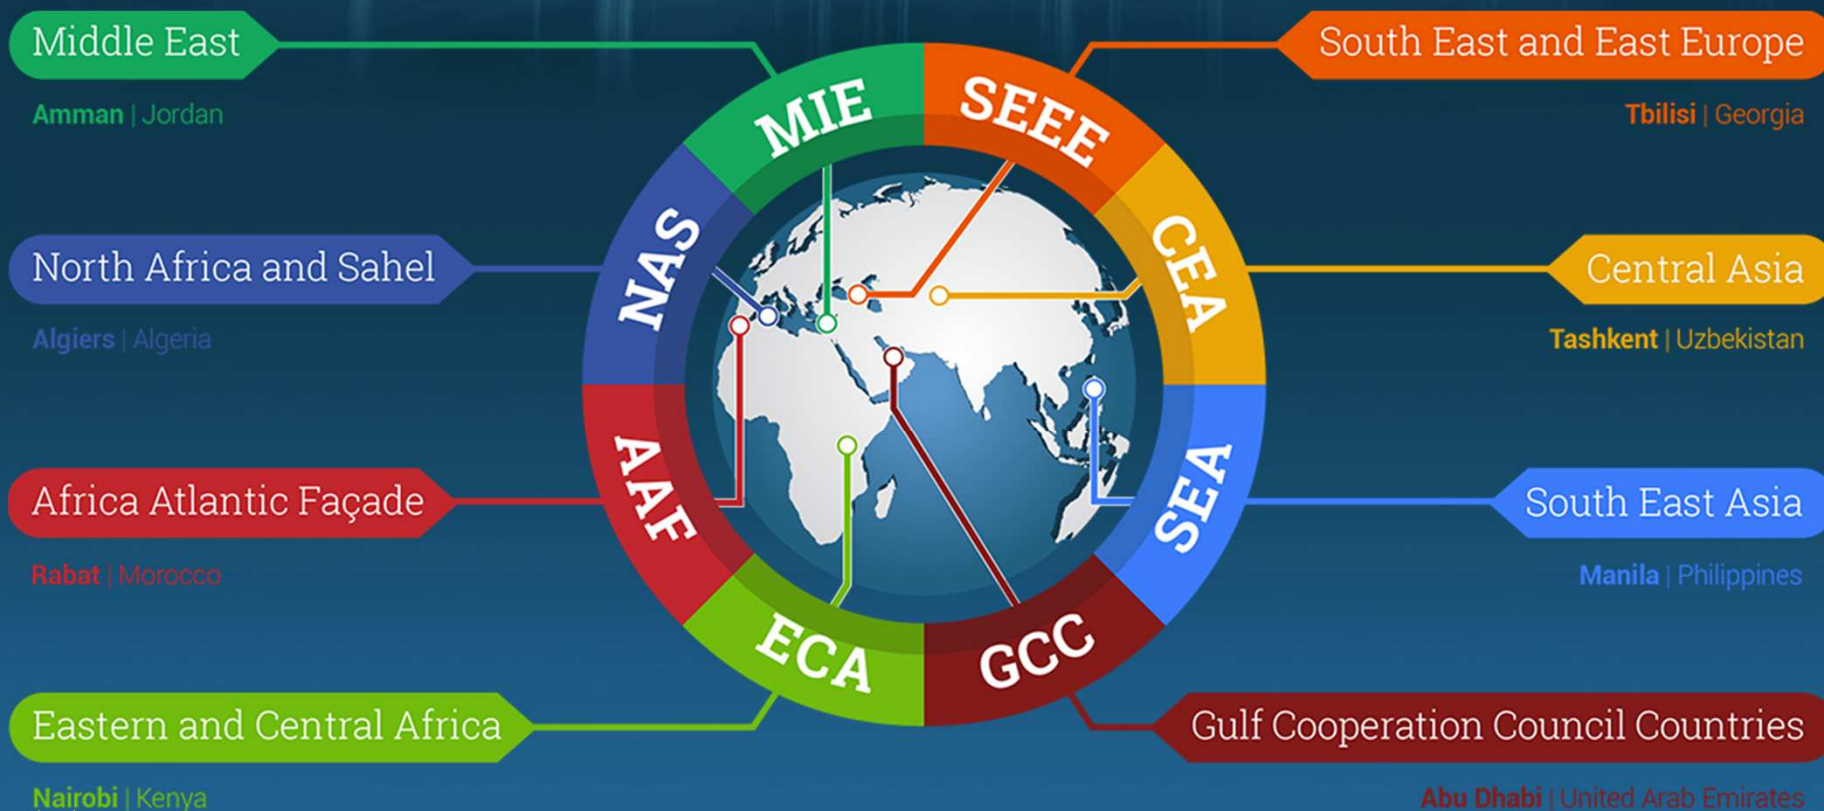 Middle East
Amman | Jordan
North Africa and Sahel
Algiers | Algeria
Africa Atlantic Façade
Rabat | Morocco
Eastern and Central Africa
Nairobi | Kenya
MIE
SEEE
NAS
CEA
AAF
SEA
ECA
GCC
South East and East Europe
Tbilisi | Georgia
Central Asia
Tashkent | Uzbekistan
South East Asia
Manila | Philippines
Gulf Cooperation Council Countries
Abu Dhabi | United Arab Emirates